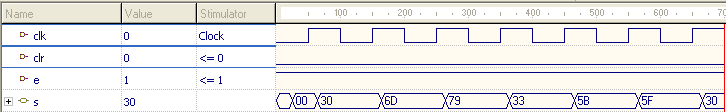 Name Value Stimulator 100 200 300 400 500 600 700
clk 0 Clock
clr 0 <= 0
e 1 <= 1
s 30 00 30 6D 79 33 5B 5F 30